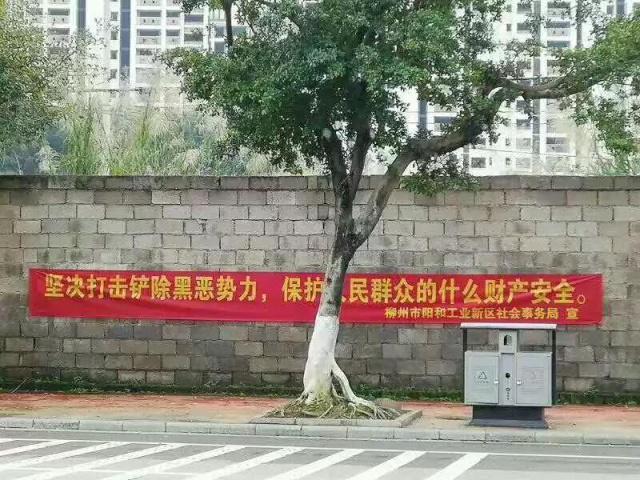 坚决打击铲除黑恶势力，保护人民群众的什么财产安全。
柳州市阳和工业新区社会事务局 宣